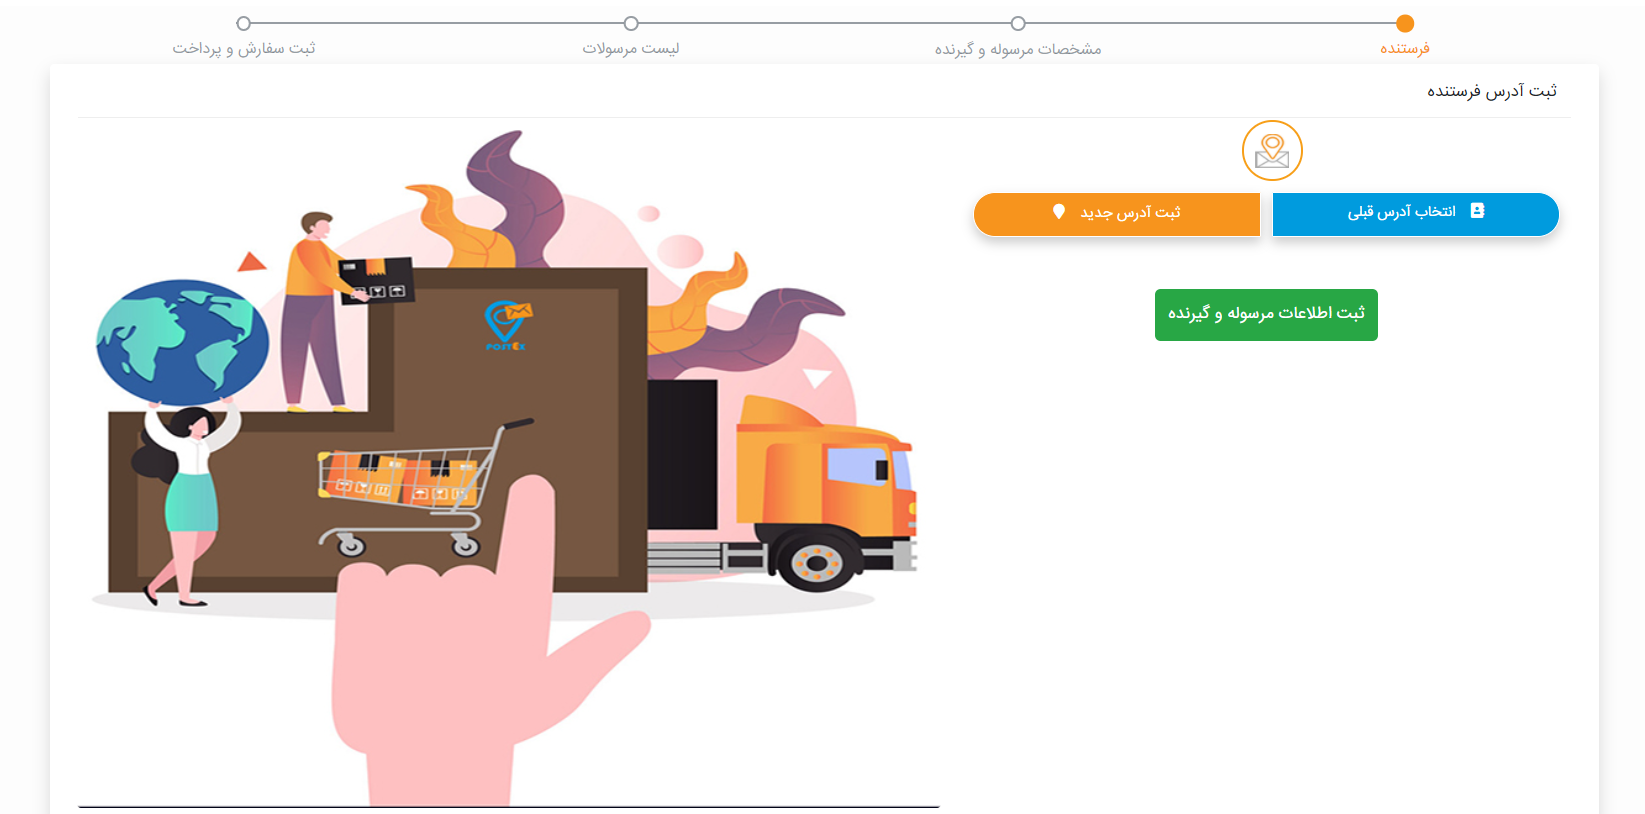 فرستنده
مشخصات مرسوله و گیرنده
لیست مرسولات
ثبت سفارش و پرداخت
ثبت آدرس فرستنده
انتخاب آدرس قبلی
ثبت آدرس جدید
ثبت اطلاعات مرسوله و گیرنده
POSTEX